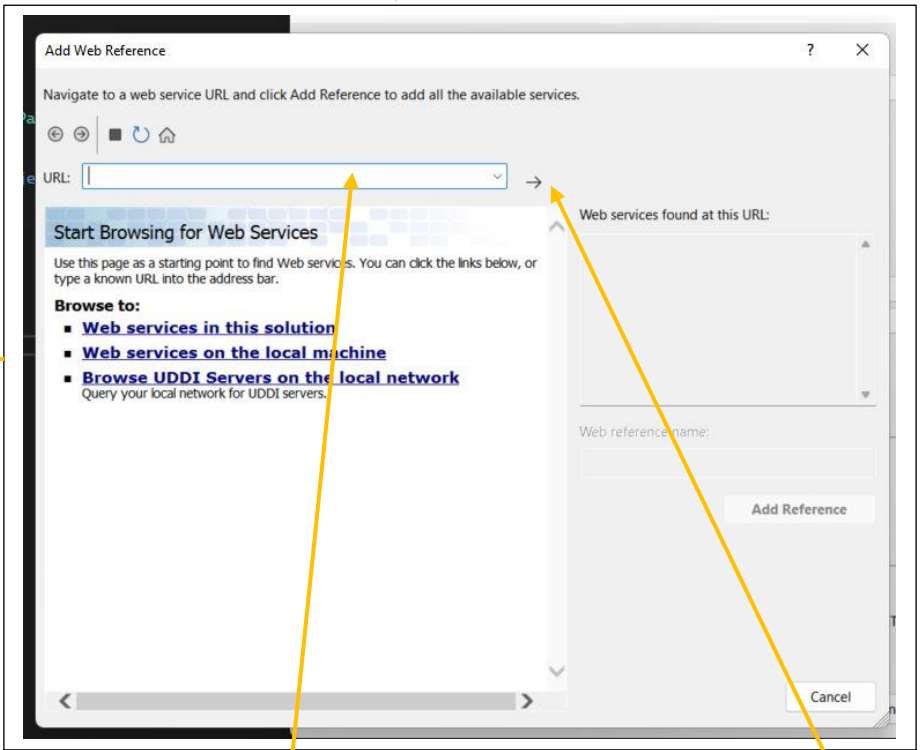 Add Web Reference
Navigate to a web service URL and click Add Reference to add all the available services.
URL:
Web services found at this URL:
Start Browsing for Web Services
Use this page as a starting point to find Web services. You can click the links below, or
type a known URL into the address bar.
Browse to:
Web services in this solution
Web services on the local machine
Browse UDDI Servers on the local network
Query your local network for UDDI servers.
Web reference name:
Add Reference
Cancel